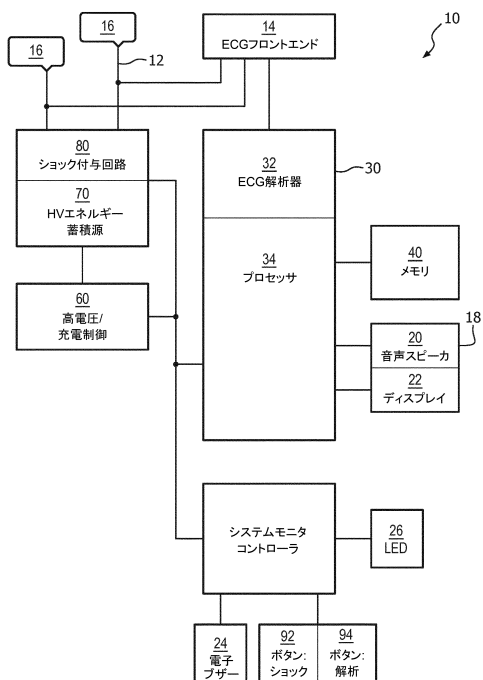 10
16
16
12
14
ECGフロントエンド
80
ショック付与回路
70
HVエネルギー
蓄積源
60
高電圧/
充電制御
32
ECG解析器
30
34
プロセッサ
40
メモリ
18
20
音声スピーカ
22
ディスプレイ
システムモニタ
コントローラ
26
LED
24
電子
ブザー
92
ボタン:
ショック
94
ボタン:
解析